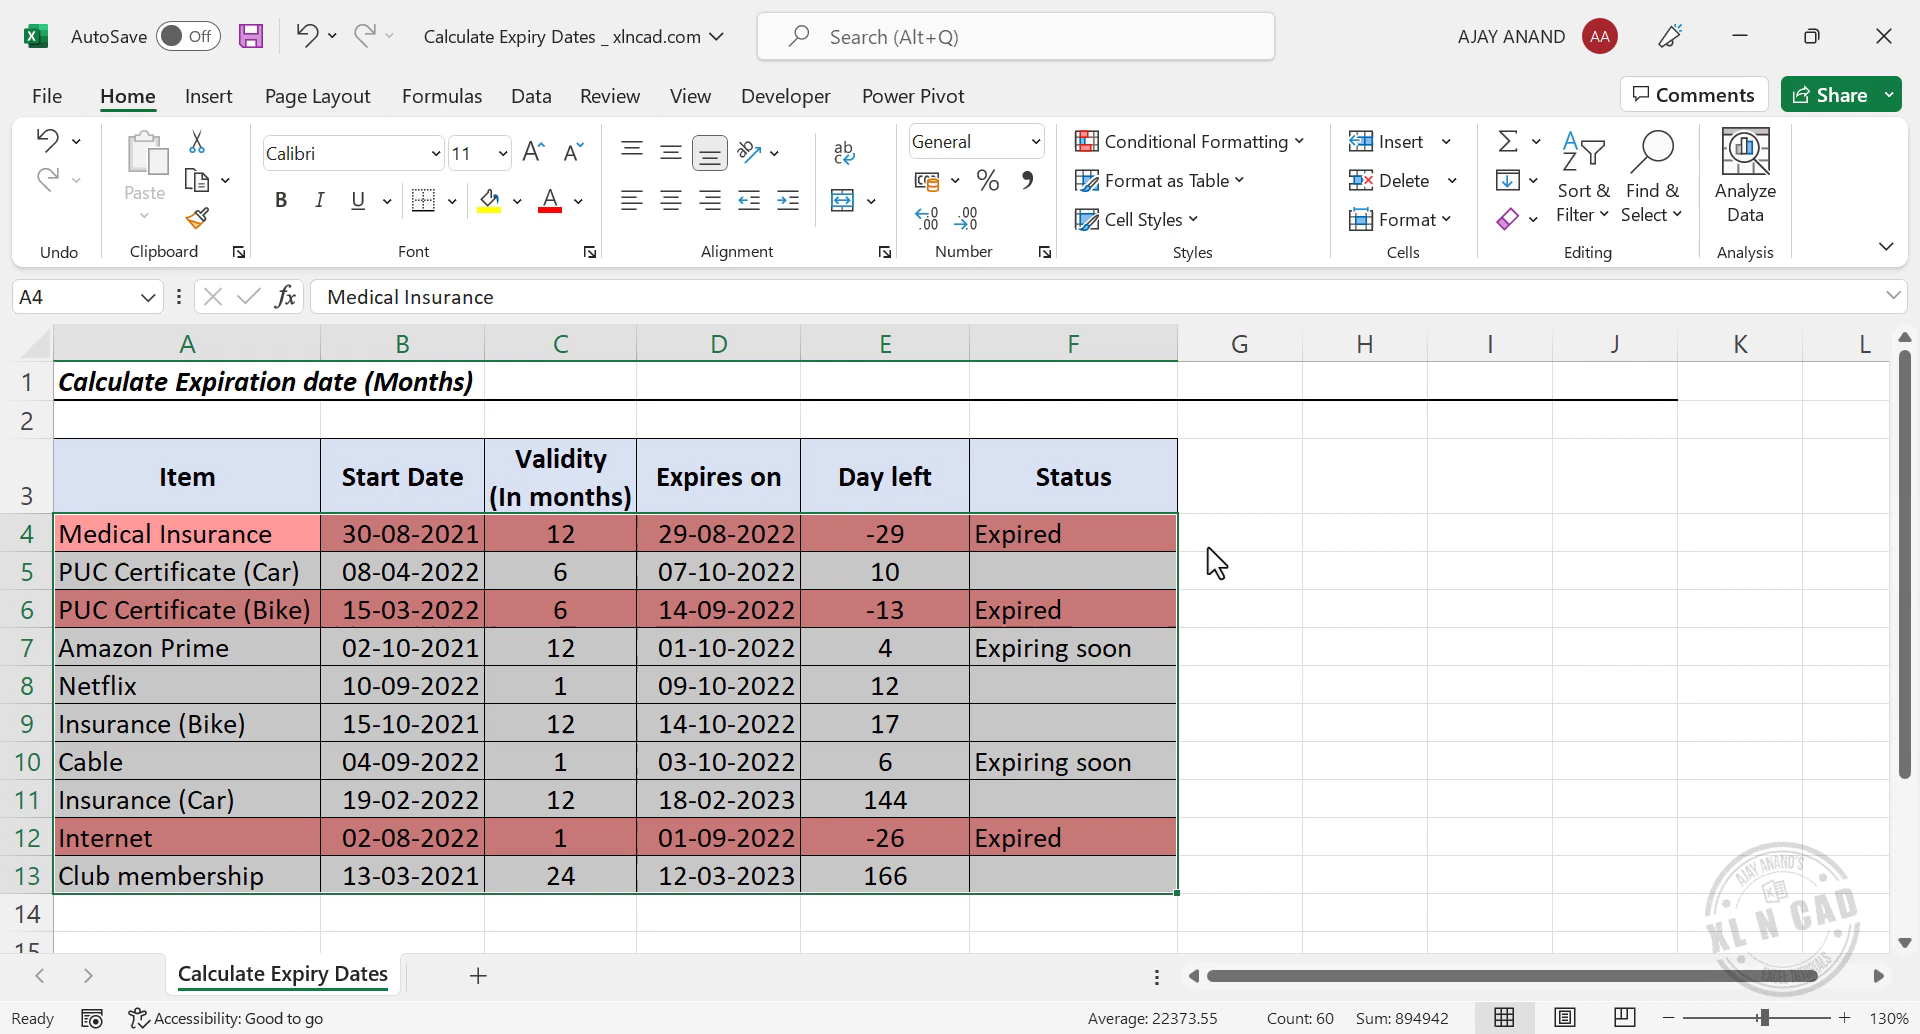 AutoSave Off Calculate Expiry Dates _ xlncad.com Search (Alt+Q) AJAY ANAND AA
File Home Insert Page Layout Formulas Data Review View Developer Power Pivot Comments Share
Paste
Undo Clipboard
Calibri 11
B I U A
Font
ab
Alignment
General
% 
Number
Conditional Formatting
Format as Table
Cell Styles
Styles
Insert
Delete
Format
Cells
Sort & Filter
Find & Select
Editing
Analyze Data
Analysis
A4 fx Medical Insurance
A B C D E F G H I J K L
1 Calculate Expiration date (Months)
2
3 Item Start Date Validity (In months) Expires on Day left Status
4 Medical Insurance 30-08-2021 12 29-08-2022 -29 Expired
5 PUC Certificate (Car) 08-04-2022 6 07-10-2022 10
6 PUC Certificate (Bike) 15-03-2022 6 14-09-2022 -13 Expired
7 Amazon Prime 02-10-2021 12 01-10-2022 4 Expiring soon
8 Netflix 10-09-2022 1 09-10-2022 12
9 Insurance (Bike) 15-10-2021 12 14-10-2022 17
10 Cable 04-09-2022 1 03-10-2022 6 Expiring soon
11 Insurance (Car) 19-02-2022 12 18-02-2023 144
12 Internet 02-08-2022 1 01-09-2022 -26 Expired
13 Club membership 13-03-2021 24 12-03-2023 166
14
15
AJAY ANAND'S
XL N CAD
Calculate Expiry Dates
Ready Accessibility: Good to go Average: 22373.55 Count: 60 Sum: 894942 130%